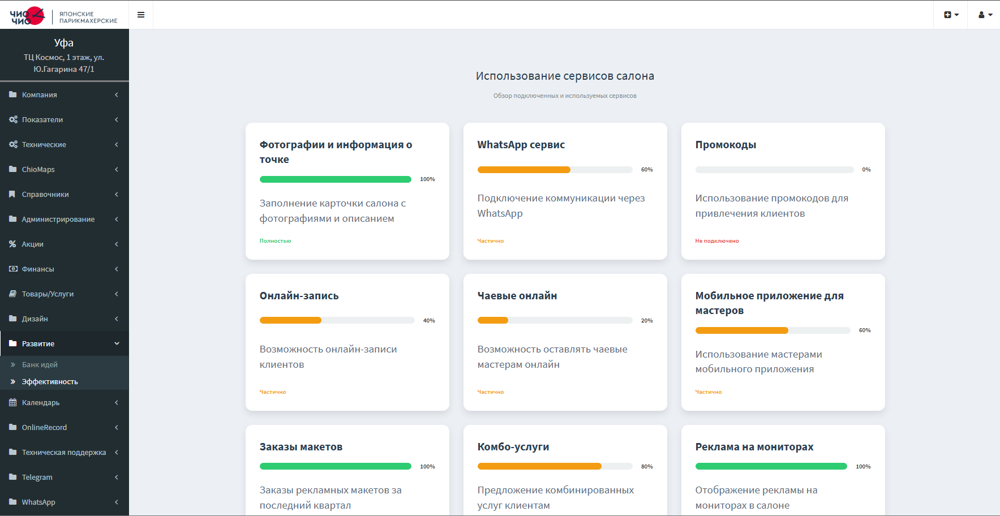 ЧИО
ЧИО
ЯПОНСКИЕ
ПАРИКМАХЕРСКИЕ
Уфа
ТЦ Космос, 1 этаж, ул.
Ю.Гагарина 47/1
Компания
Показатели
Технические
ChioMaps
Справочники
Администрирование
Акции
Финансы
Товары/Услуги
Дизайн
Развитие
Банк идей
Эффективность
Календарь
OnlineRecord
Техническая поддержка
Telegram
WhatsApp
Использование сервисов салона
Обзор подключенных и используемых сервисов
Фотографии и информация о
точке
100%
Заполнение карточки салона с
фотографиями и описанием
Полностью
WhatsApp сервис
60%
Подключение коммуникации через
WhatsApp
Частично
Промокоды
0%
Использование промокодов для
привлечения клиентов
Не подключено
Онлайн-запись
40%
Возможность онлайн-записи
клиентов
Частично
Чаевые онлайн
20%
Возможность оставлять чаевые
мастерам онлайн
Частично
Мобильное приложение для
мастеров
60%
Использование мастерами
мобильного приложения
Частично
Заказы макетов
100%
Заказы рекламных макетов за
последний квартал
Комбо-услуги
80%
Предложение комбинированных
услуг клиентам
Реклама на мониторах
100%
Отображение рекламы на
мониторах в салоне